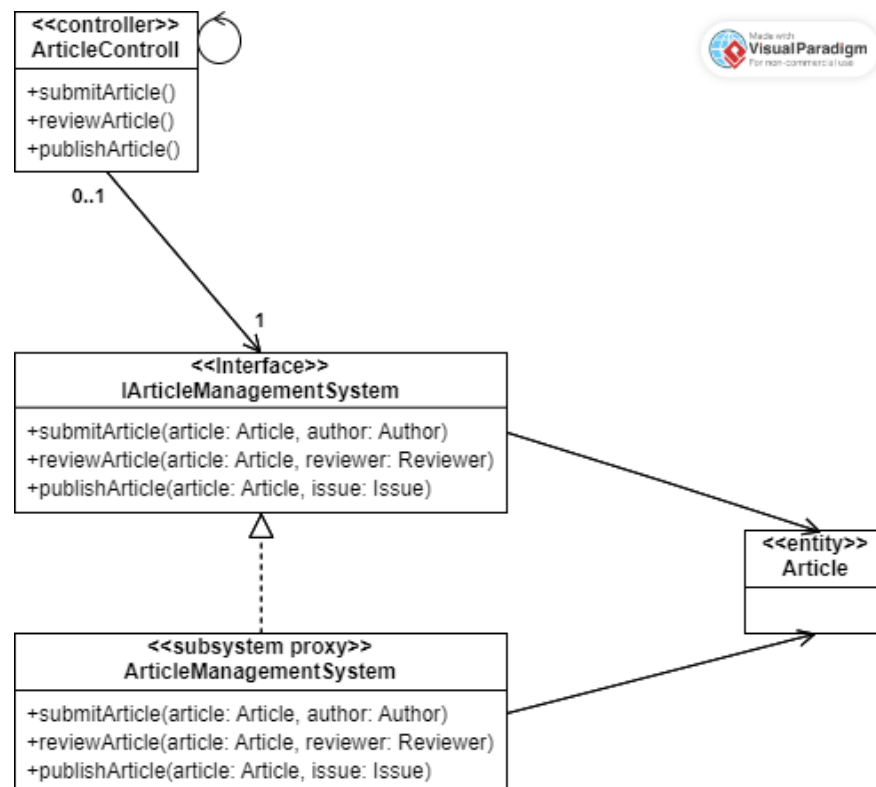 <<controller>>
ArticleControll
+submitArticle()
+reviewArticle()
+publishArticle()
Made with
Visual Paradigm
For non-commercial use
0..1
1
<<Interface>>
IArticleManagementSystem
+submitArticle(article: Article, author: Author)
+reviewArticle(article: Article, reviewer: Reviewer)
+publishArticle(article: Article, issue: Issue)
<<entity>>
Article
<<subsystem proxy>>
ArticleManagementSystem
+submitArticle(article: Article, author: Author)
+reviewArticle(article: Article, reviewer: Reviewer)
+publishArticle(article: Article, issue: Issue)